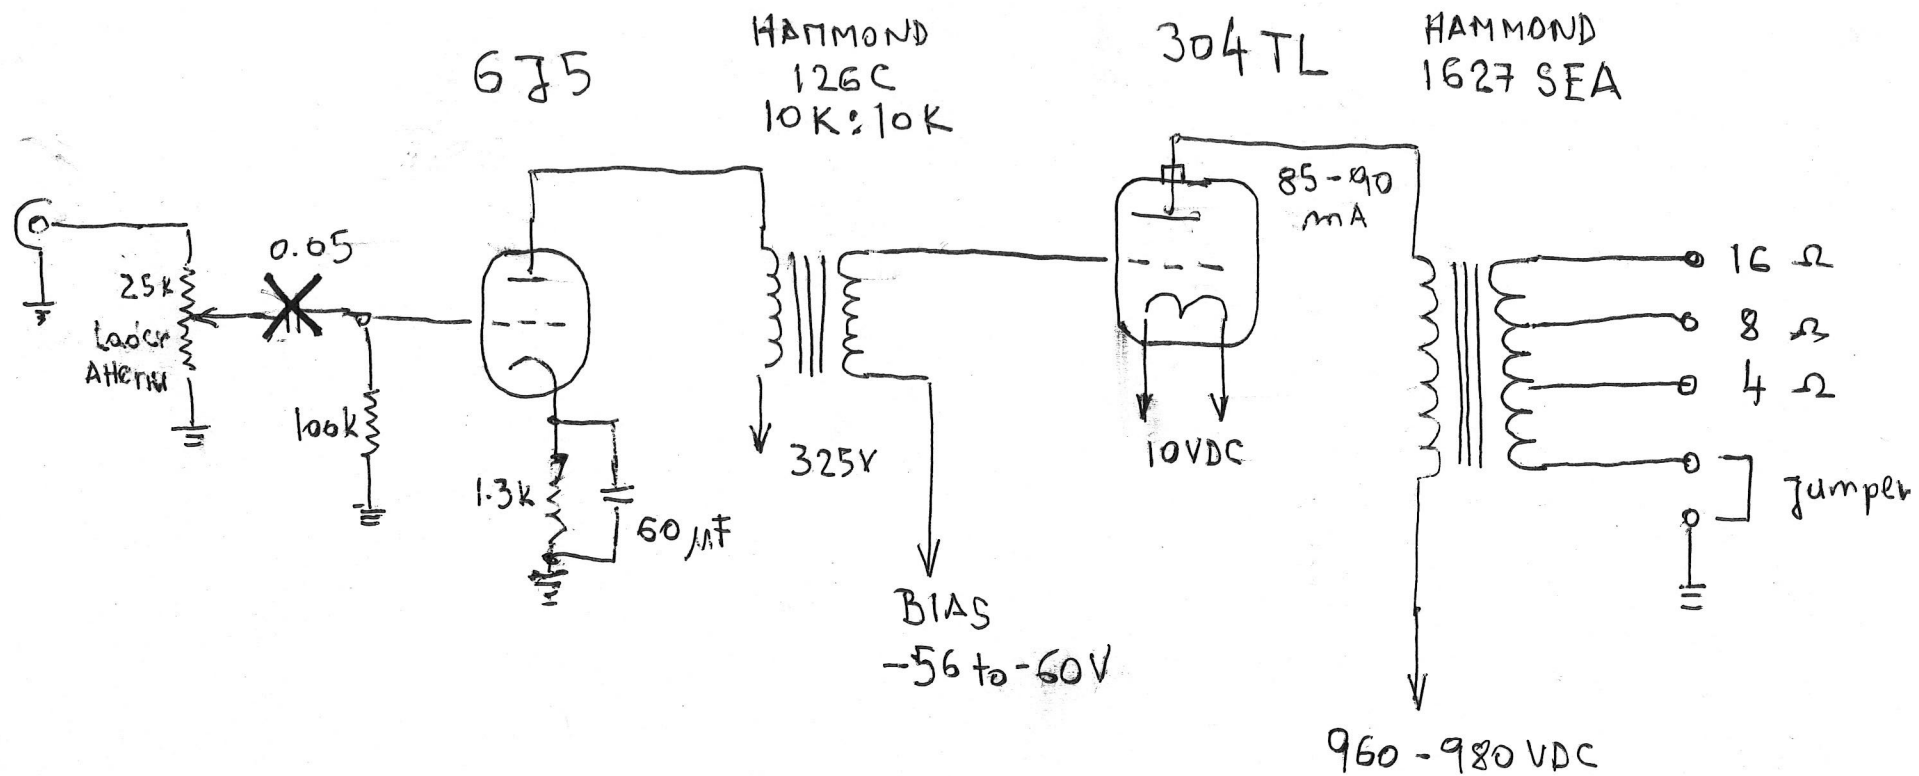 6J5
HAMMOND
126C
10K:10K
304TL
HAMMOND
1627 SEA
85-90
mA
0.05
25K
Lader
Attenu
100k
1.3k
60µF
325V
BIAS
-56 to -60V
10VDC
16 Ω
8 Ω
4 Ω
Jumper
960 - 980 VDC